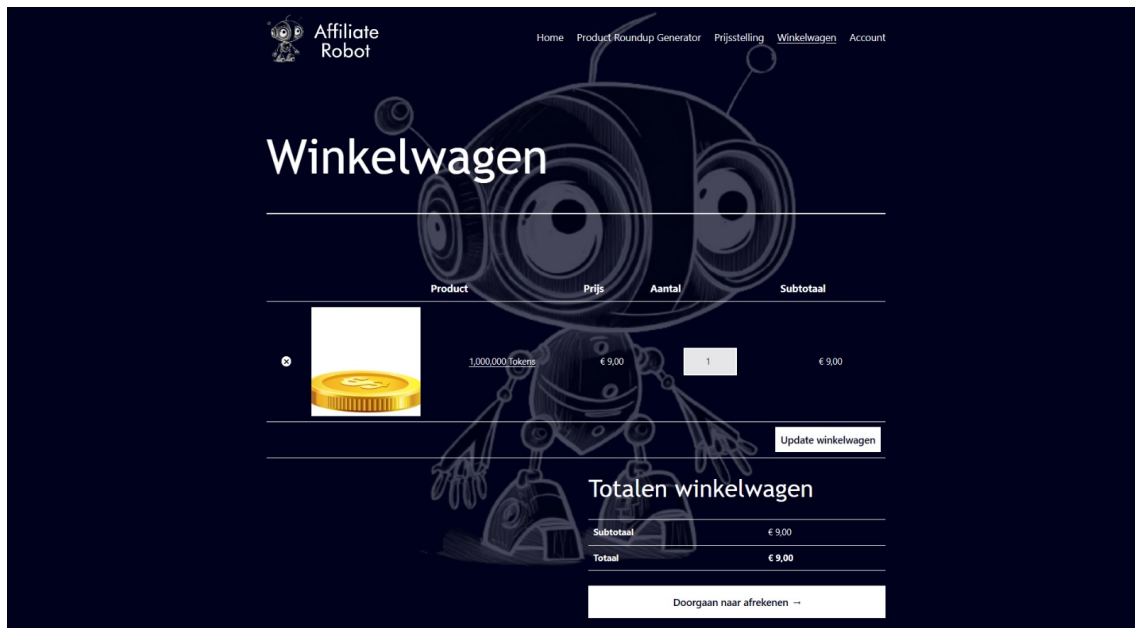 Affiliate
Robot
Home Product Roundup Generator Prijsstelling Winkelwagen Account
Winkelwagen
Product Prijs Aantal Subtotaal
1,000,000 Tokens € 9,00 1 € 9,00
Update winkelwagen
Totalen winkelwagen
Subtotaal € 9,00
Totaal € 9,00
Doorgaan naar afrekenen →